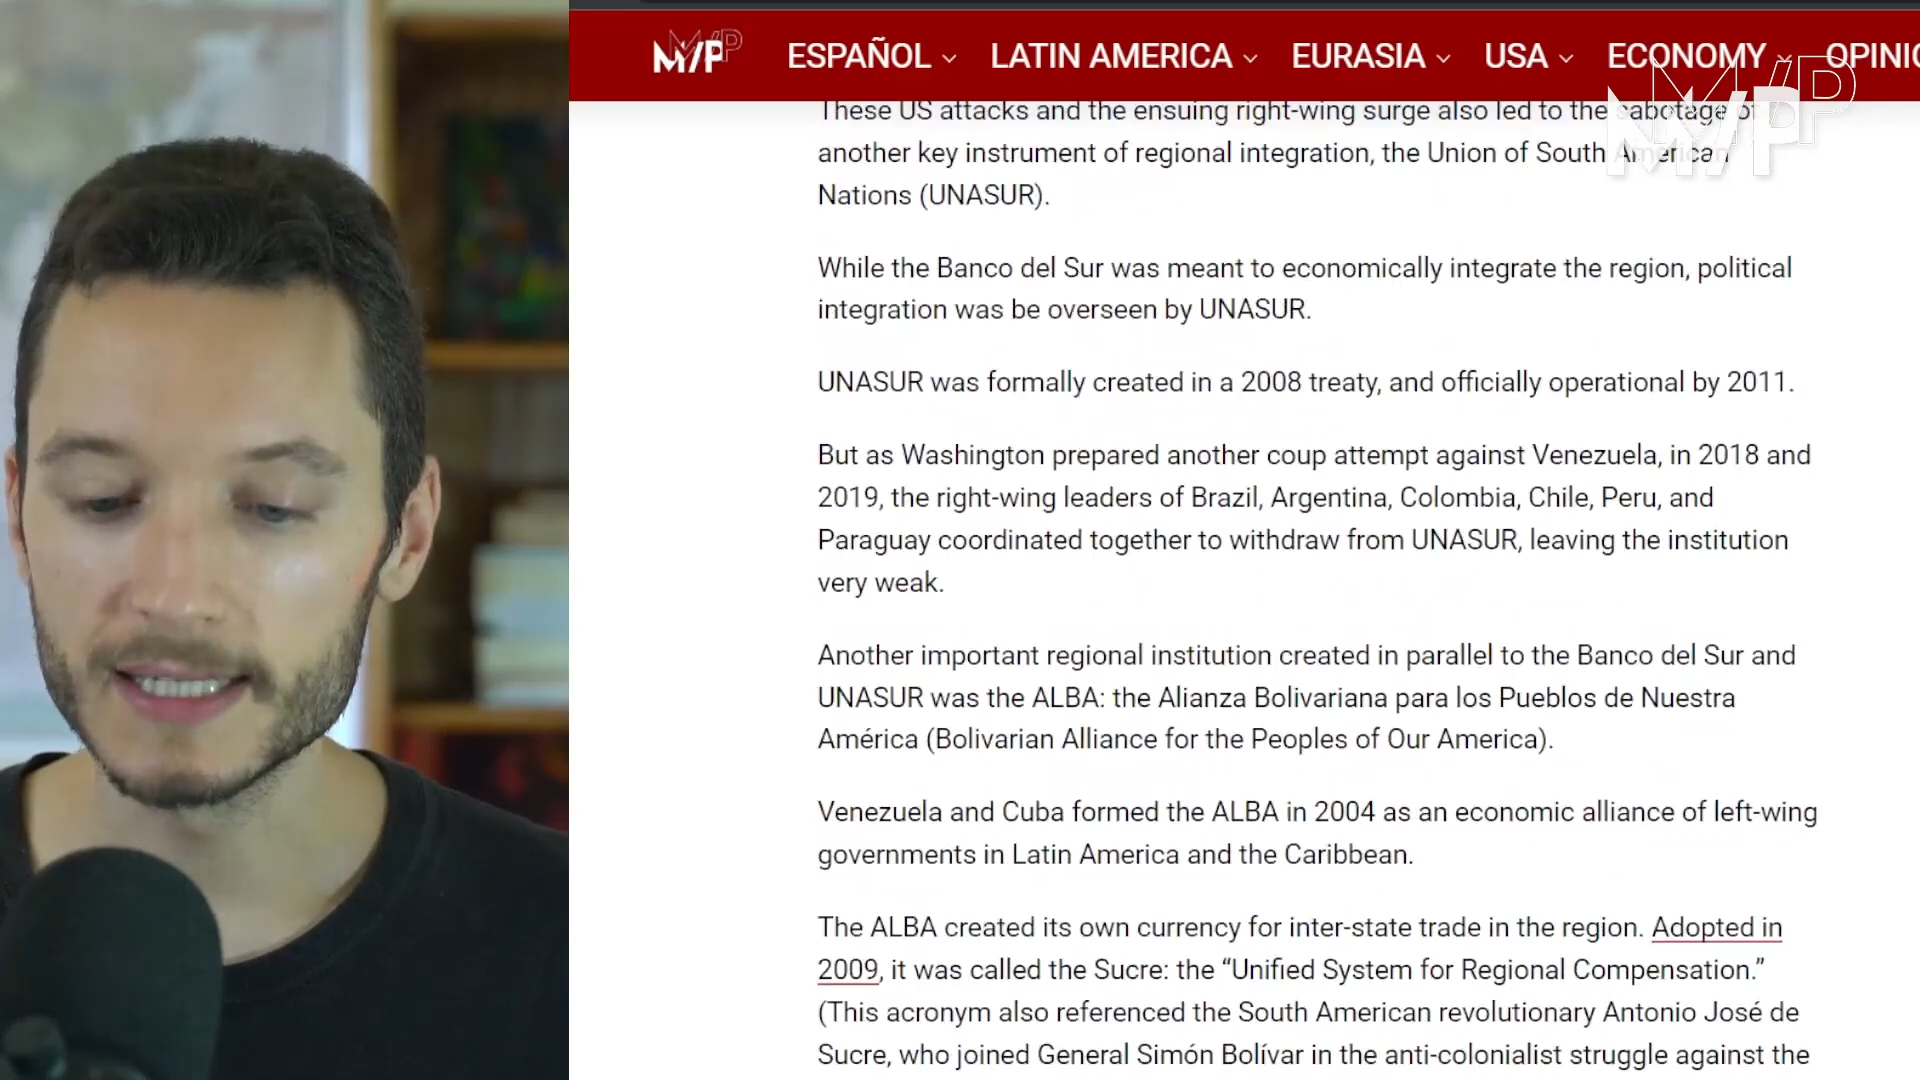 M/P
ESPAÑOL
LATIN AMERICA
EURASIA
USA
ECONOMY
OPINIO
M/P
These US attacks and the ensuing right-wing surge also led to the sabotage of
another key instrument of regional integration, the Union of South American
Nations (UNASUR).
While the Banco del Sur was meant to economically integrate the region, political
integration was be overseen by UNASUR.
UNASUR was formally created in a 2008 treaty, and officially operational by 2011.
But as Washington prepared another coup attempt against Venezuela, in 2018 and
2019, the right-wing leaders of Brazil, Argentina, Colombia, Chile, Peru, and
Paraguay coordinated together to withdraw from UNASUR, leaving the institution
very weak.
Another important regional institution created in parallel to the Banco del Sur and
UNASUR was the ALBA: the Alianza Bolivariana para los Pueblos de Nuestra
América (Bolivarian Alliance for the Peoples of Our America).
Venezuela and Cuba formed the ALBA in 2004 as an economic alliance of left-wing
governments in Latin America and the Caribbean.
The ALBA created its own currency for inter-state trade in the region. Adopted in
2009, it was called the Sucre: the “Unified System for Regional Compensation.”
(This acronym also referenced the South American revolutionary Antonio José de
Sucre, who joined General Simón Bolívar in the anti-colonialist struggle against the